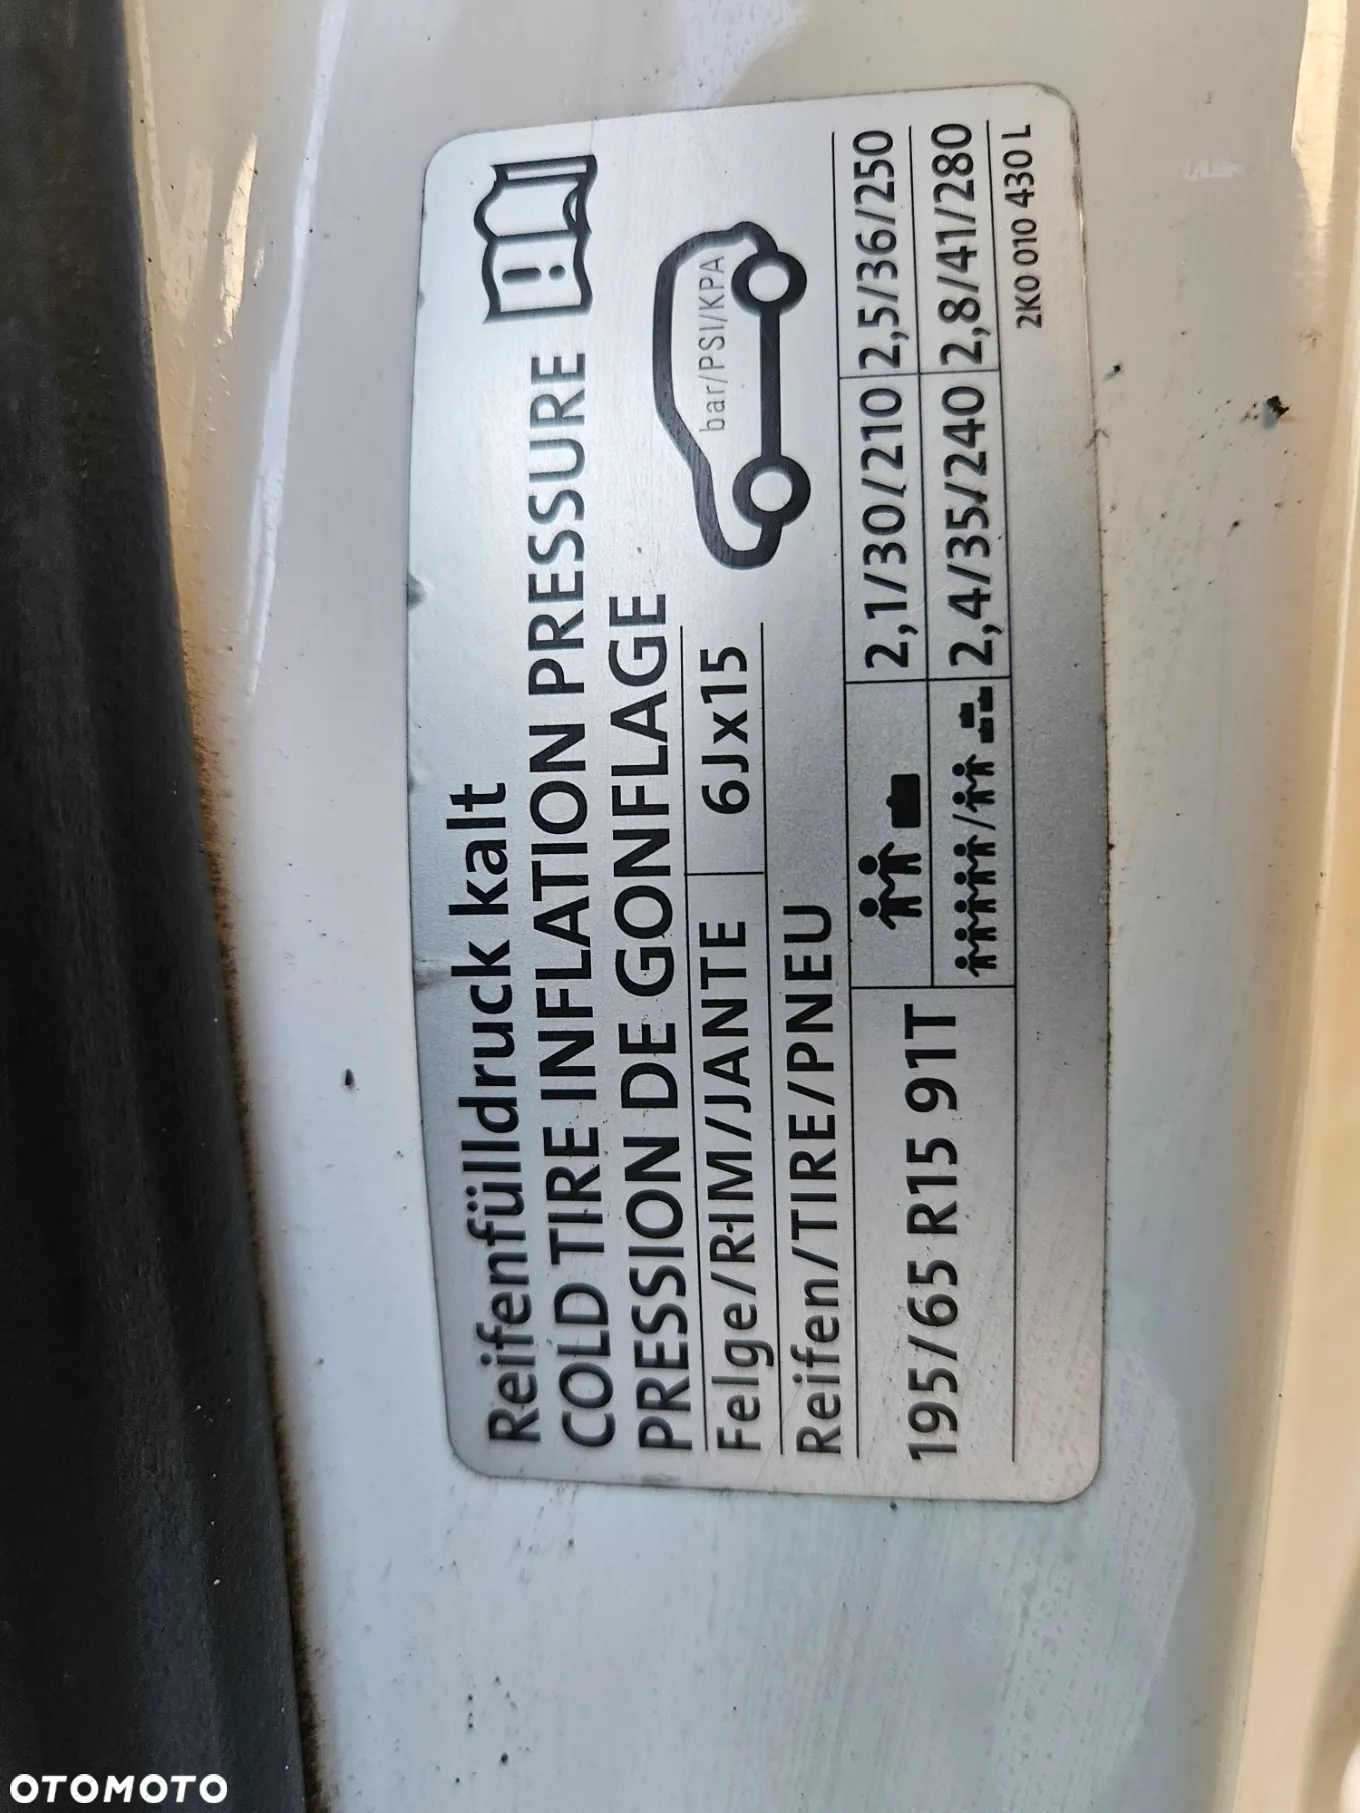 Reifenfülldruck kalt
COLD TIRE INFLATION PRESSURE
PRESSION DE GONFLAGE
bar/PSI/KPA
Felge/RIM/JANTE 6Jx15
Reifen/TIRE/PNEU
195/65 R15 91T
2,1/30/210 2,5/36/250
2,4/35/240 2,8/41/280
2K0 010 430 L
OTOMOTO